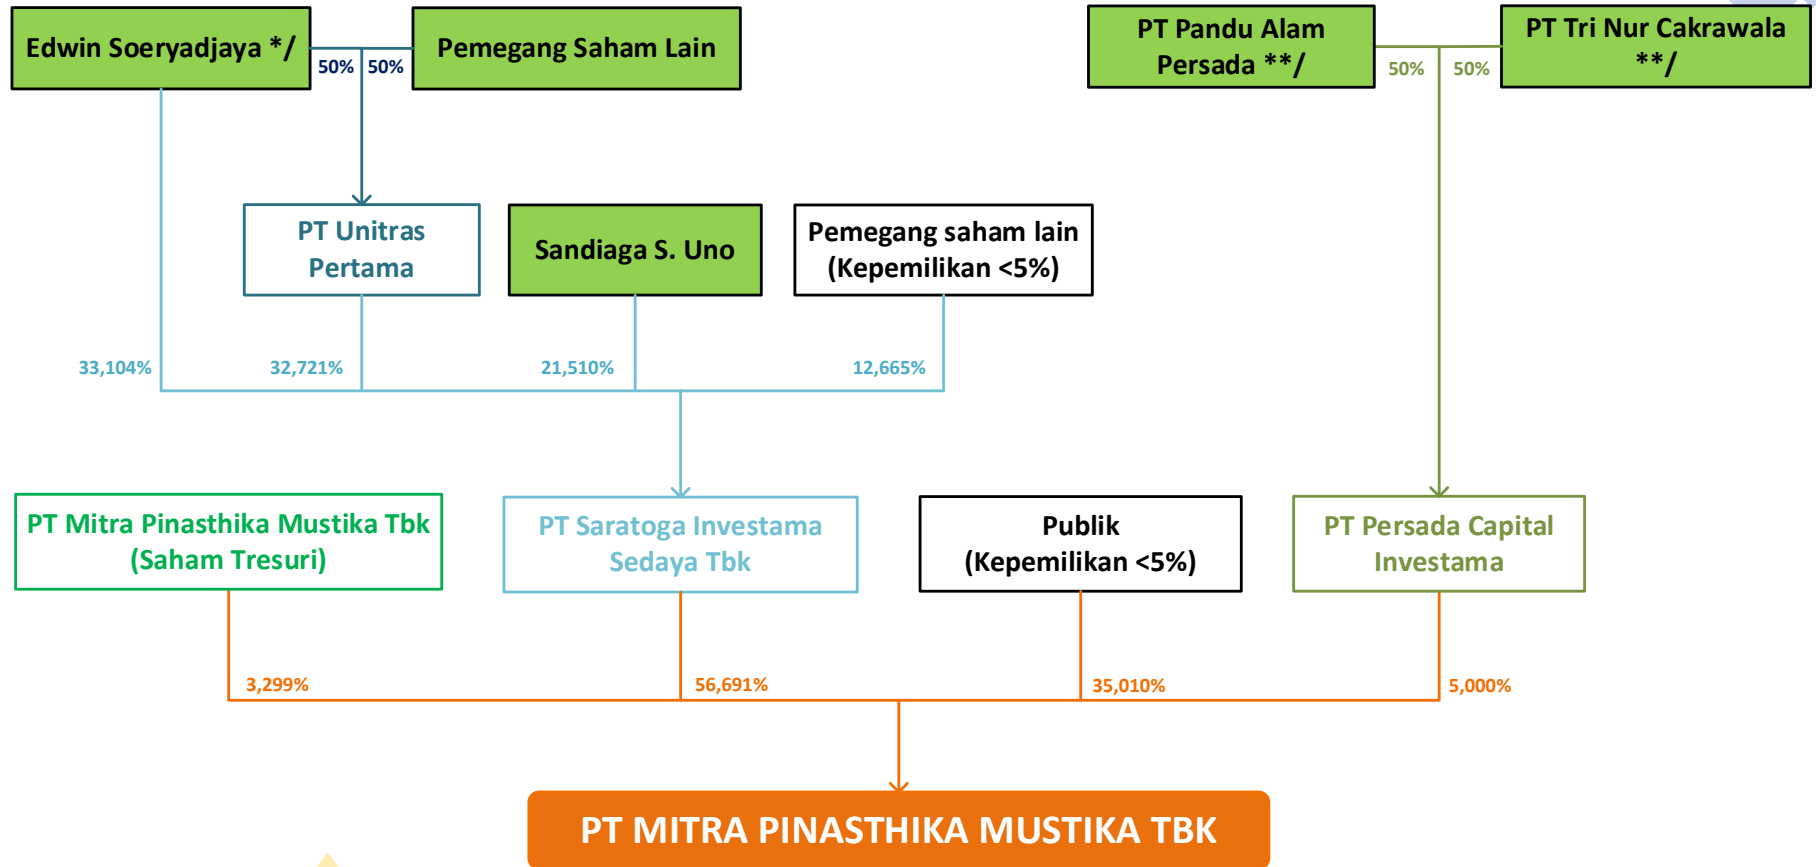 Edwin Soeryadjaya */
50%
50%
Pemegang Saham Lain
PT Pandu Alam
Persada **/
50%
50%
PT Tri Nur Cakrawala
**/
PT Unitras
Pertama
Sandiaga S. Uno
Pemegang saham lain
(Kepemilikan <5%)
33,104%
32,721%
21,510%
12,665%
PT Mitra Pinasthika Mustika Tbk
(Saham Tresuri)
PT Saratoga Investama
Sedaya Tbk
Publik
(Kepemilikan <5%)
PT Persada Capital
Investama
3,299%
56,691%
35,010%
5,000%
PT MITRA PINASTHIKA MUSTIKA TBK